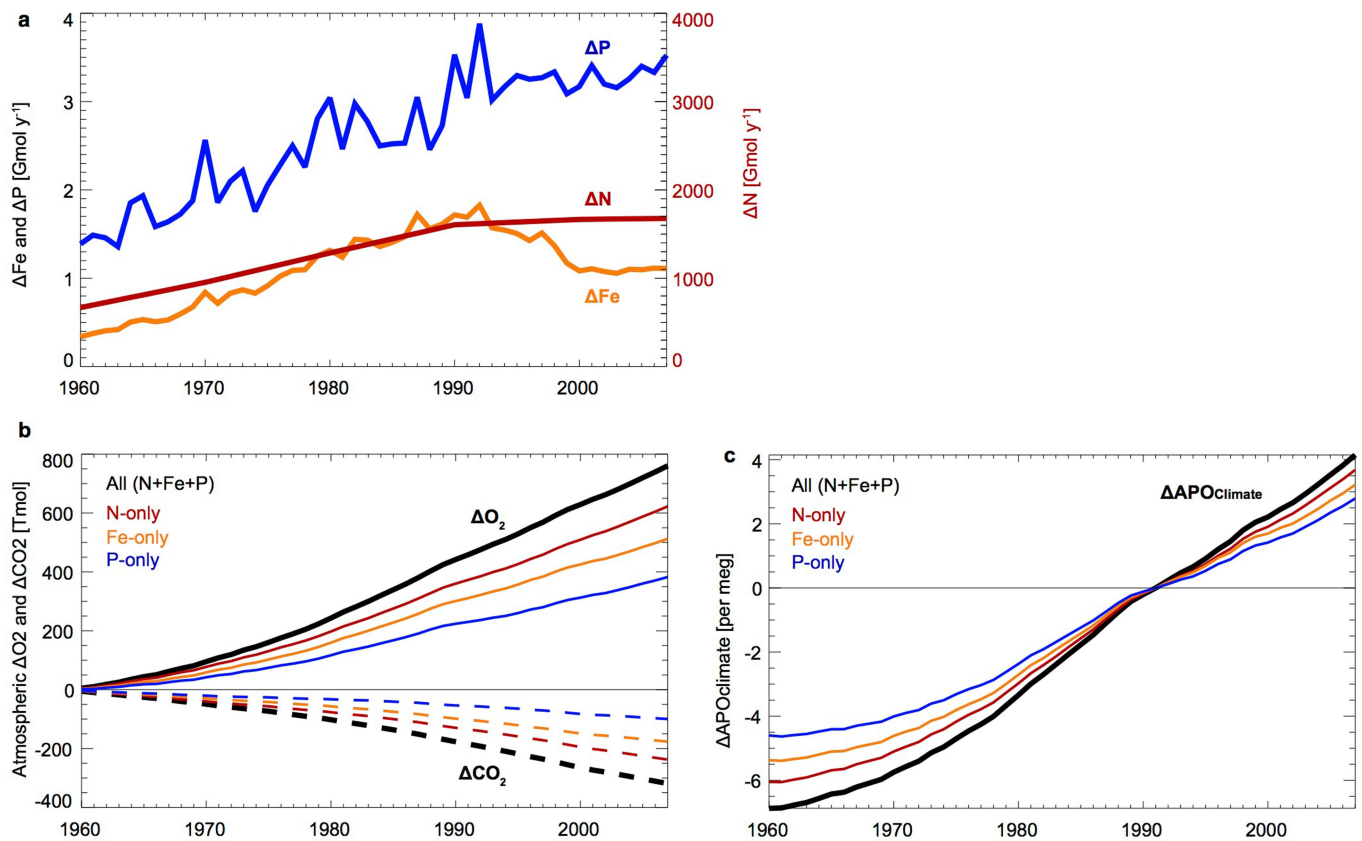 a
4
3
2
1
0
ΔFe and ΔP [Gmol y⁻¹]
ΔP
ΔN
ΔFe
4000
3000
2000
1000
0
ΔN [Gmol y⁻¹]
1960 1970 1980 1990 2000
b
800
600
400
200
0
-200
-400
Atmospheric ΔO2 and ΔCO2 [Tmol]
All (N+Fe+P)
N-only
Fe-only
P-only
ΔO₂
ΔCO₂
1960 1970 1980 1990 2000
c
4
2
0
-2
-4
-6
ΔAPOclimate [per meg]
All (N+Fe+P)
N-only
Fe-only
P-only
ΔAPOClimate
1960 1970 1980 1990 2000